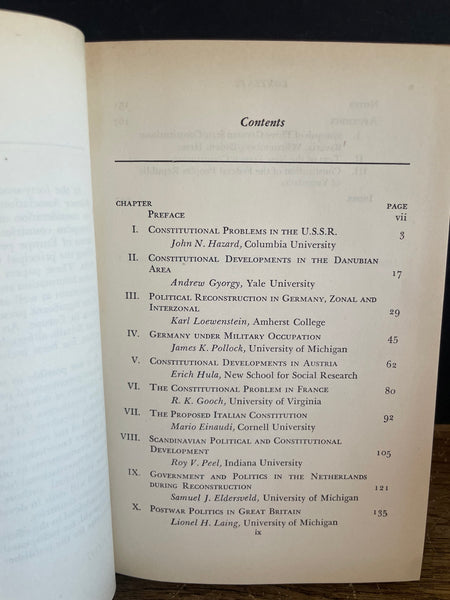 Contents
CHAPTER PAGE
PREFACE vii
I. CONSTITUTIONAL PROBLEMS IN THE U.S.S.R. 3
John N. Hazard, Columbia University
II. CONSTITUTIONAL DEVELOPMENTS IN THE DANUBIAN
AREA 17
Andrew Gyorgy, Yale University
III. POLITICAL RECONSTRUCTION IN GERMANY, ZONAL AND
INTERZONAL 29
Karl Loewenstein, Amherst College
IV. GERMANY UNDER MILITARY OCCUPATION 45
James K. Pollock, University of Michigan
V. CONSTITUTIONAL DEVELOPMENTS IN AUSTRIA 62
Erich Hula, New School for Social Research
VI. THE CONSTITUTIONAL PROBLEM IN FRANCE 80
R. K. Gooch, University of Virginia
VII. THE PROPOSED ITALIAN CONSTITUTION 92
Mario Einaudi, Cornell University
VIII. SCANDINAVIAN POLITICAL AND CONSTITUTIONAL
DEVELOPMENT 105
Roy V. Peel, Indiana University
IX. GOVERNMENT AND POLITICS IN THE NETHERLANDS
DURING RECONSTRUCTION 121
Samuel J. Eldersveld, University of Michigan
X. POSTWAR POLITICS IN GREAT BRITAIN 135
Lionel H. Laing, University of Michigan
ix